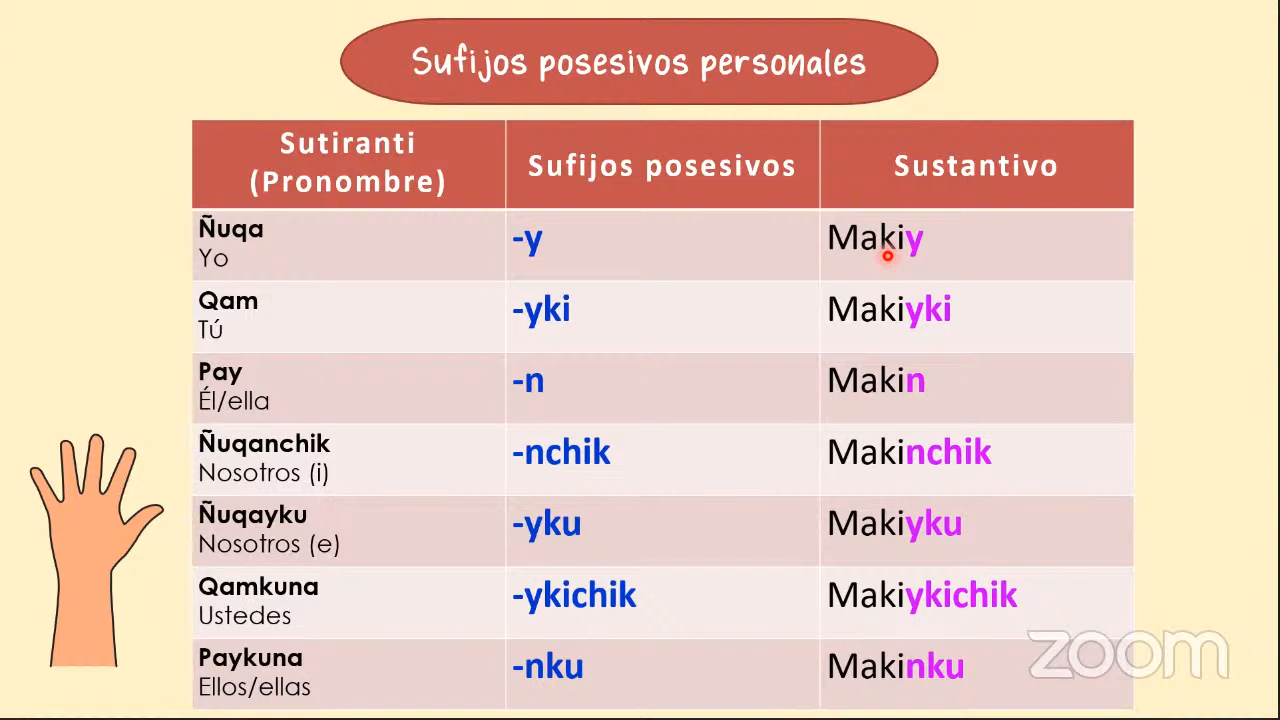 Sufijos posesivos personales
Sutiranti
(Pronombre)
Sufijos posesivos
Sustantivo
Ñuqa
Yo
-y
Makiy
Qam
Tú
-yki
Makiyki
Pay
Él/ella
-n
Makin
Ñuqanchik
Nosotros (i)
-nchik
Makinchik
Ñuqayku
Nosotros (e)
-yku
Makiyku
Qamkuna
Ustedes
-ykichik
Makiykichik
Paykuna
Ellos/ellas
-nku
Makinku
zoom